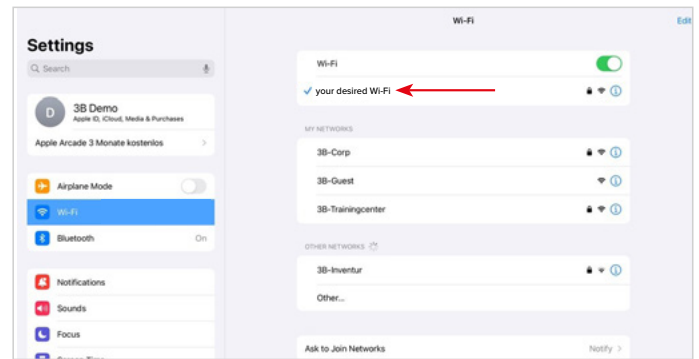 Wi-Fi
Edit
Settings
Search
D
3B Demo
Apple ID, iCloud, Media & Purchases
Apple Arcade 3 Monate kostenlos
Airplane Mode
Wi-Fi
Bluetooth On
Notifications
Sounds
Focus
Screen Time
Wi-Fi
your desired Wi-Fi
MY NETWORKS
3B-Corp
3B-Guest
3B-Trainingcenter
OTHER NETWORKS
3B-Inventur
Other...
Ask to Join Networks Notify